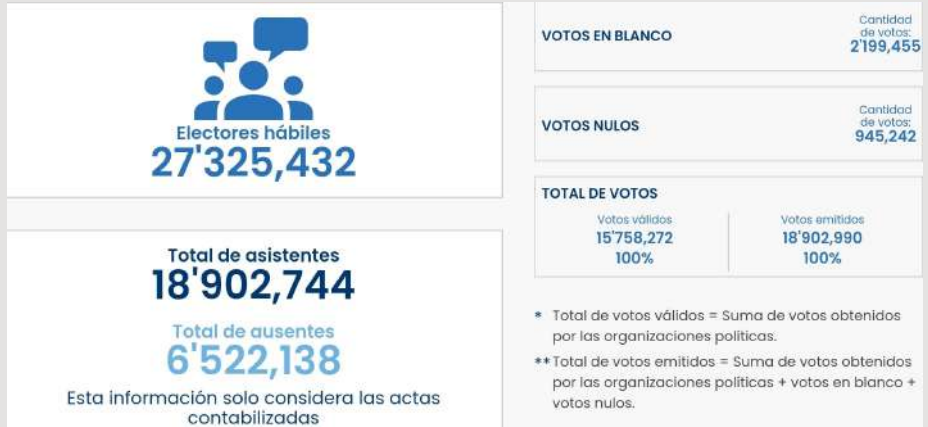 Electores hábiles
27'325,432
Total de asistentes
18'902,744
Total de ausentes
6'522,138
Esta información solo considera las actas
contabilizadas
VOTOS EN BLANCO
Cantidad
de votos:
2'199,455
VOTOS NULOS
Cantidad
de votos:
945,242
TOTAL DE VOTOS
Votos válidos
15'758,272
100%
Votos emitidos
18'902,990
100%
* Total de votos válidos = Suma de votos obtenidos
por las organizaciones políticas.
** Total de votos emitidos = Suma de votos obtenidos
por las organizaciones políticas + votos en blanco +
votos nulos.